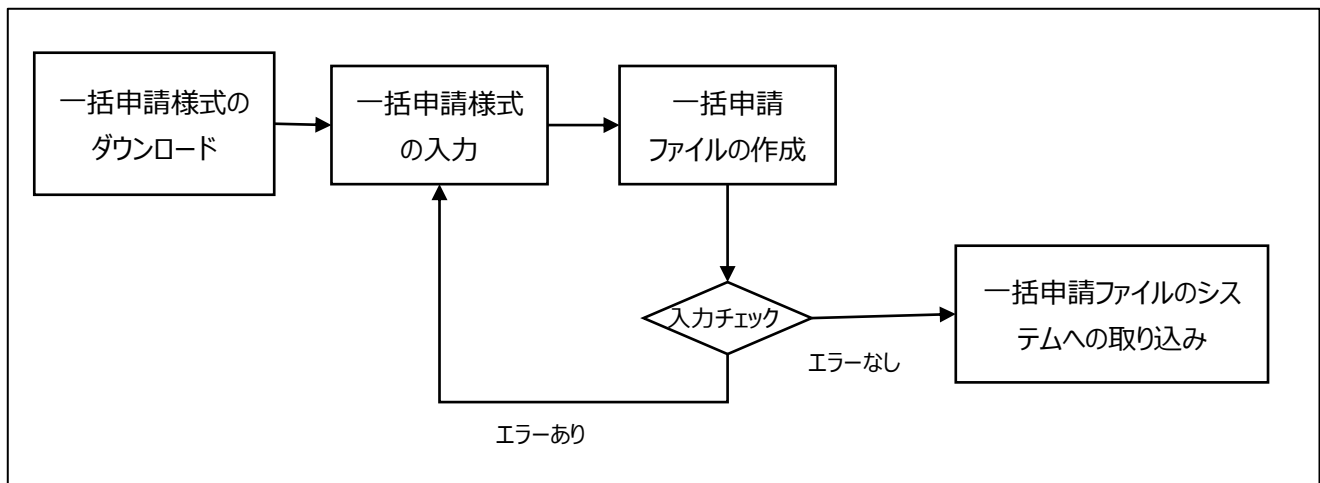 一括申請様式の
ダウンロード
一括申請様式
の入力
一括申請
ファイルの作成
入力チェック
エラーなし
一括申請ファイルのシス
テムへの取り込み
エラーあり